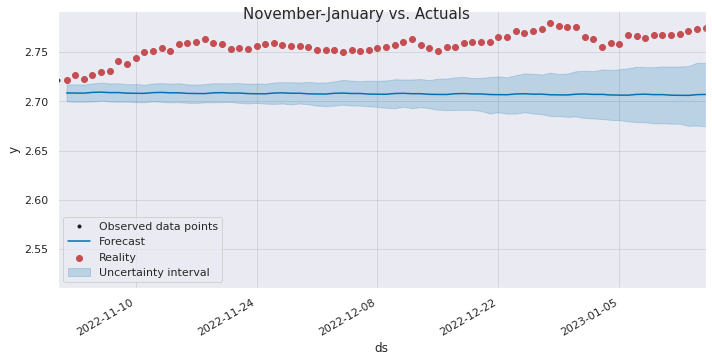 November-January vs. Actuals
y
2.75
2.70
2.65
2.60
2.55
Observed data points
Forecast
Reality
Uncertainty interval
2022-11-10
2022-11-24
2022-12-08
2022-12-22
2023-01-05
ds